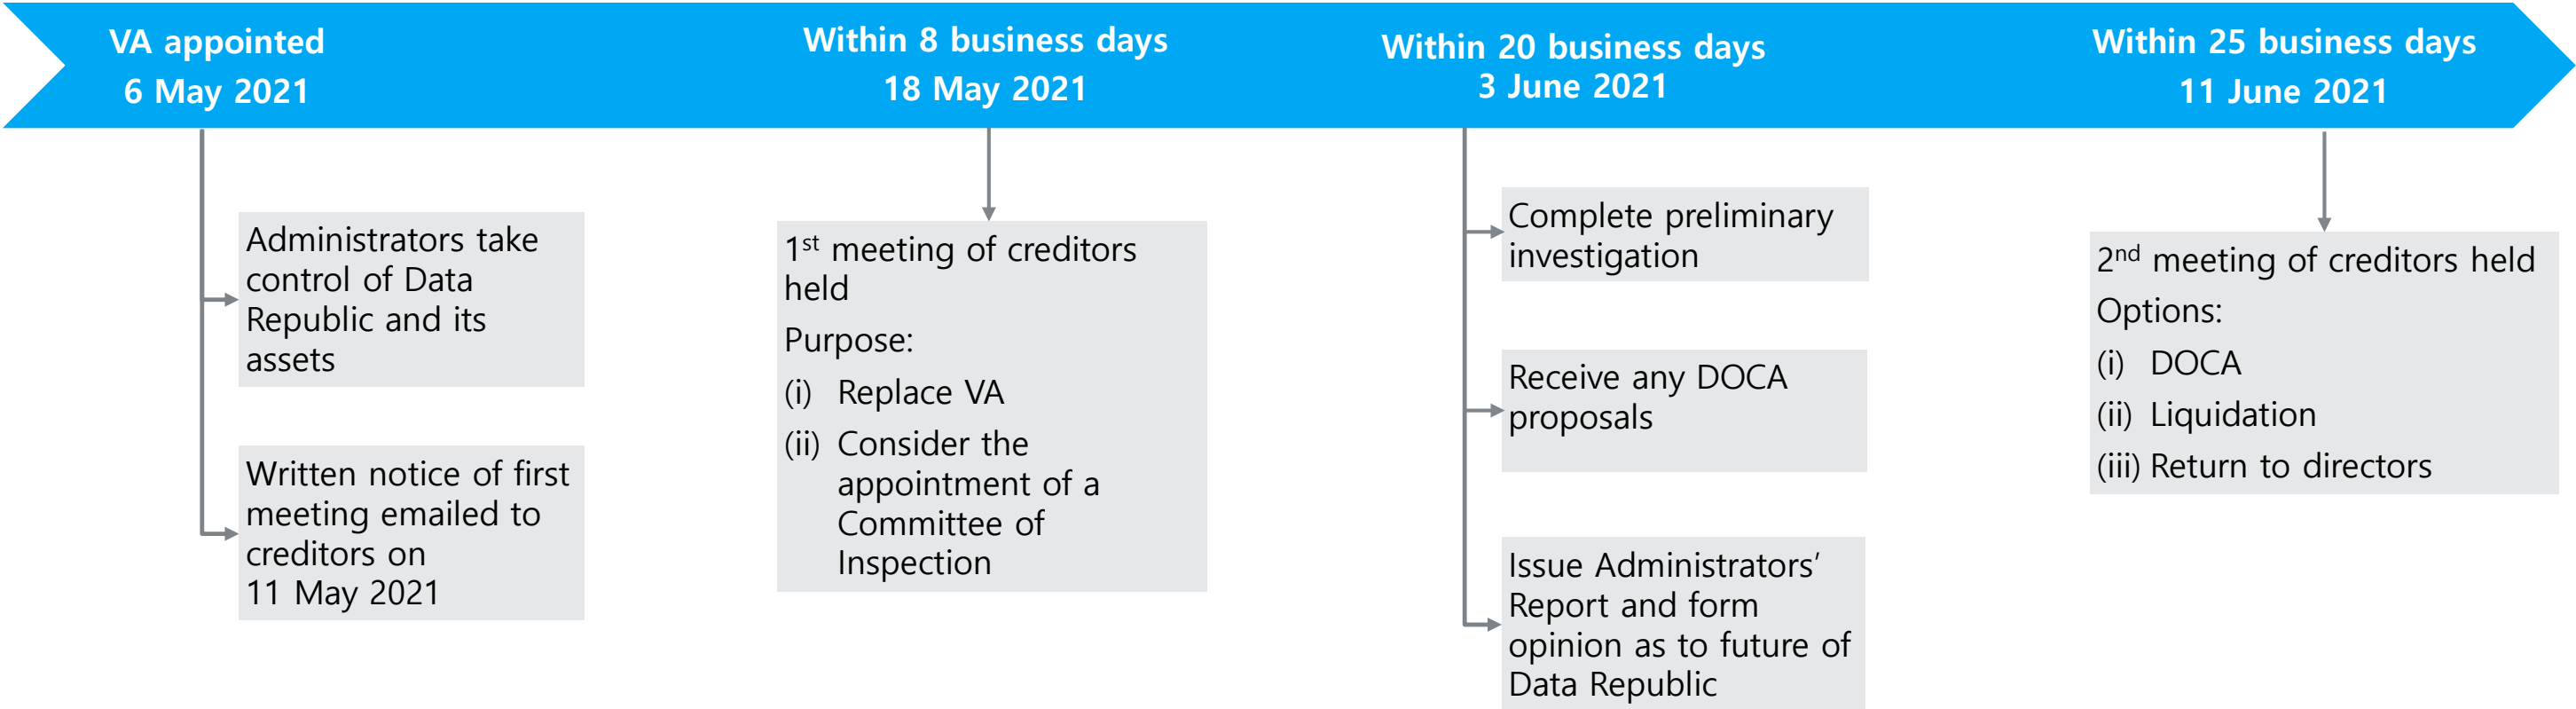 VA appointed
6 May 2021
Within 8 business days
18 May 2021
Within 20 business days
3 June 2021
Within 25 business days
11 June 2021
Administrators take
control of Data
Republic and its
assets
Written notice of first
meeting emailed to
creditors on
11 May 2021
1st meeting of creditors
held
Purpose:
(i) Replace VA
(ii) Consider the
appointment of a
Committee of
Inspection
Complete preliminary
investigation
Receive any DOCA
proposals
Issue Administrators’
Report and form
opinion as to future of
Data Republic
2nd meeting of creditors held
Options:
(i) DOCA
(ii) Liquidation
(iii) Return to directors